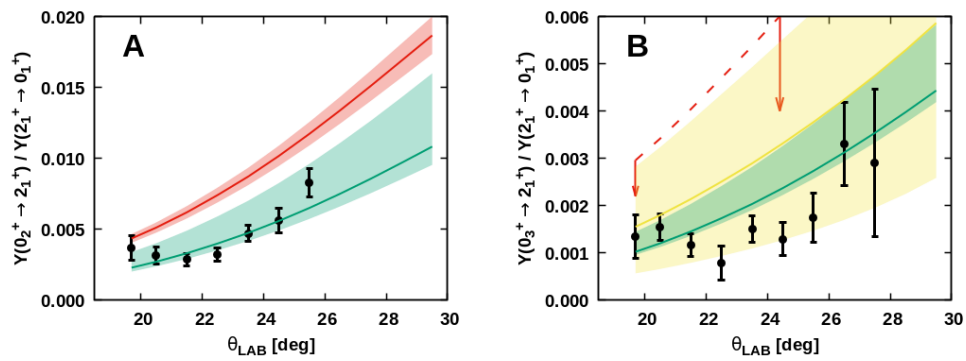 A
Y(0₂⁺ → 2₁⁺) / Y(2₁⁺ → 0₁⁺)
0.020
0.015
0.010
0.005
0.000
20 22 24 26 28 30
θLAB [deg]
B
Y(0₃⁺ → 2₁⁺) / Y(2₁⁺ → 0₁⁺)
0.006
0.005
0.004
0.003
0.002
0.001
0.000
20 22 24 26 28 30
θLAB [deg]